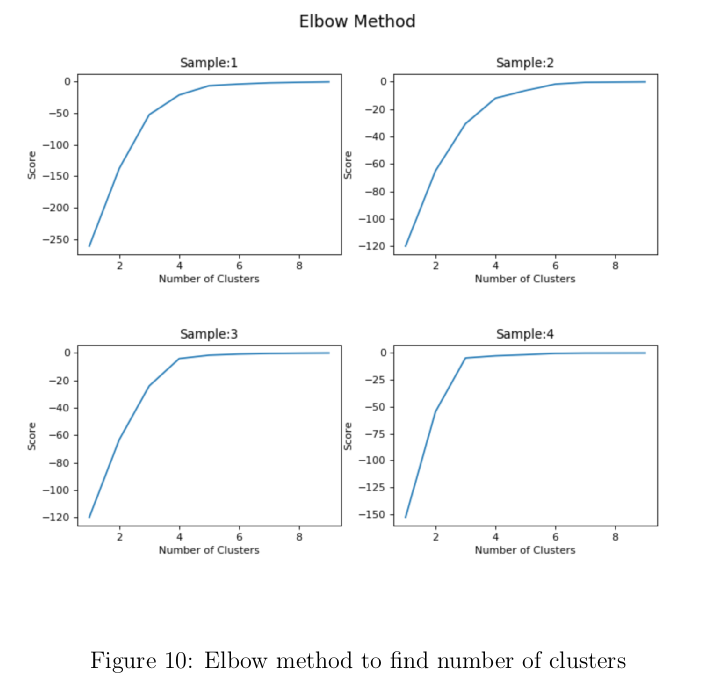 Elbow Method
Sample:1
0
−50
−100
−150
−200
−250
Score
2 4 6 8
Number of Clusters
Sample:2
0
−20
−40
−60
−80
−100
−120
Score
2 4 6 8
Number of Clusters
Sample:3
0
−20
−40
−60
−80
−100
−120
Score
2 4 6 8
Number of Clusters
Sample:4
0
−25
−50
−75
−100
−125
−150
Score
2 4 6 8
Number of Clusters
Figure 10: Elbow method to find number of clusters